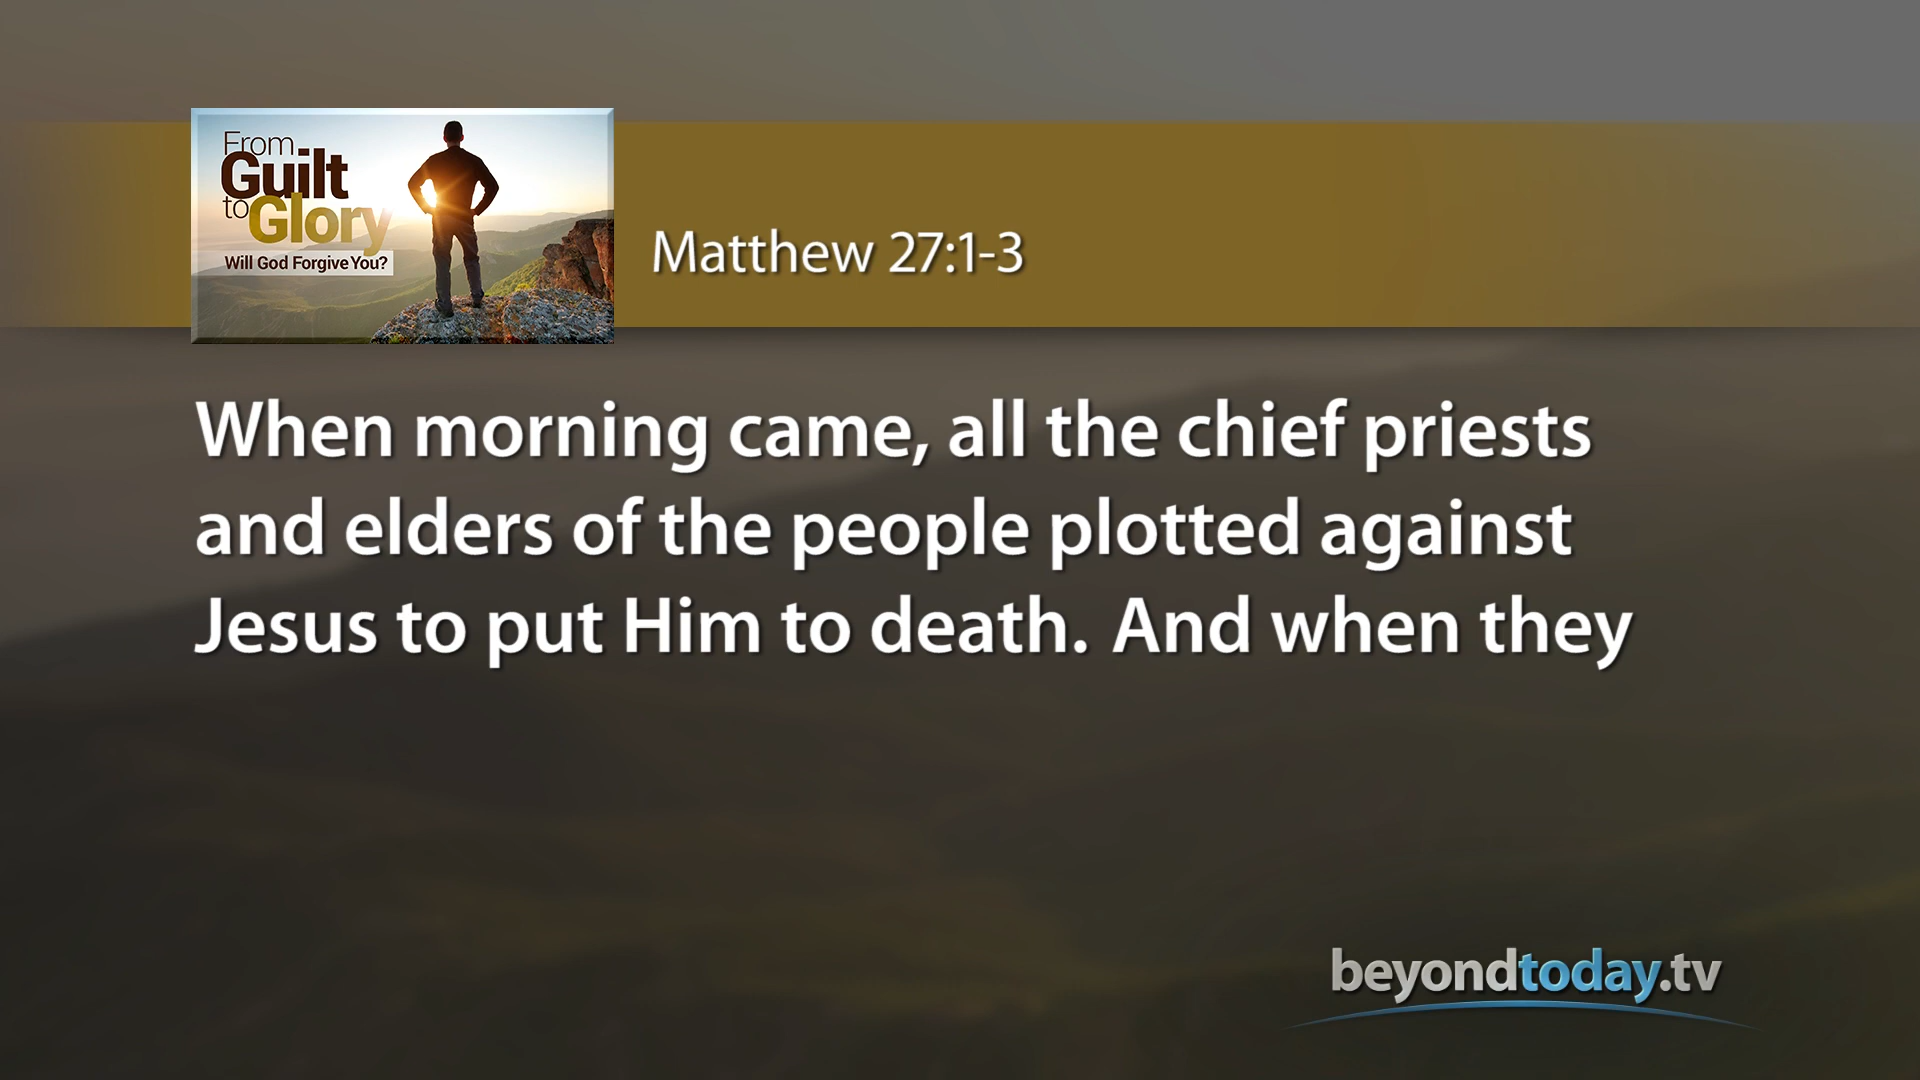 From
Guilt
to Glory
Will God Forgive You?
Matthew 27:1-3
When morning came, all the chief priests
and elders of the people plotted against
Jesus to put Him to death. And when they
beyondtoday.tv